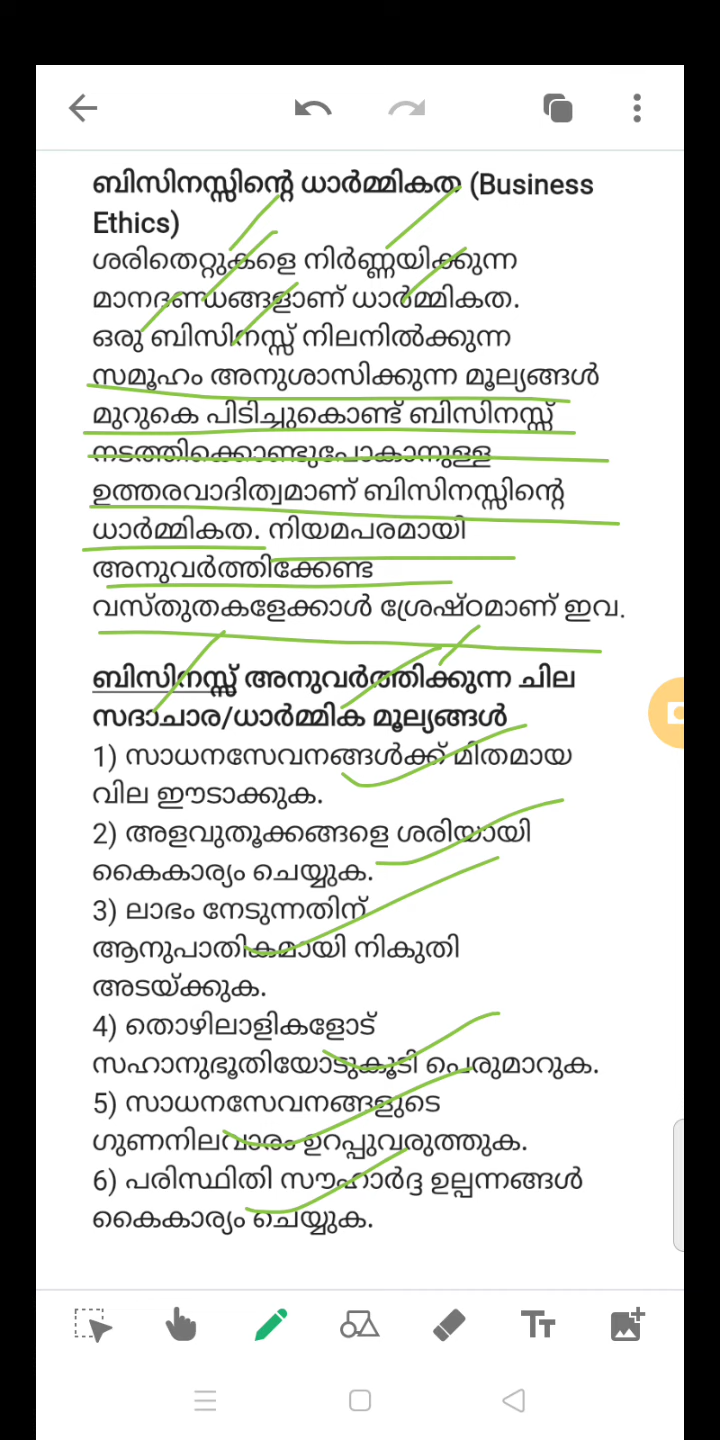 ബിസിനസ്സിന്റെ ധാർമ്മികത (Business
Ethics)
ശരിതെറ്റുകളെ നിർണ്ണയിക്കുന്ന
മാനദണ്ഡങ്ങളാണ് ധാർമ്മികത.
ഒരു ബിസിനസ്സ് നിലനിൽക്കുന്ന
സമൂഹം അനുശാസിക്കുന്ന മൂല്യങ്ങൾ
മുറുകെ പിടിച്ചുകൊണ്ട് ബിസിനസ്സ്
നടത്തിക്കൊണ്ടുപോകാനുള്ള
ഉത്തരവാദിത്വമാണ് ബിസിനസ്സിന്റെ
ധാർമ്മികത. നിയമപരമായി
അനുവർത്തിക്കേണ്ട
വസ്തുതകളേക്കാൾ ശ്രേഷ്ഠമാണ് ഇവ.
ബിസിനസ്സ് അനുവർത്തിക്കുന്ന ചില
സദാചാര/ധാർമ്മിക മൂല്യങ്ങൾ
1) സാധനസേവനങ്ങൾക്ക് മിതമായ
വില ഈടാക്കുക.
2) അളവുതൂക്കങ്ങളെ ശരിയായി
കൈകാര്യം ചെയ്യുക.
3) ലാഭം നേടുന്നതിന്
ആനുപാതികമായി നികുതി
അടയ്ക്കുക.
4) തൊഴിലാളികളോട്
സഹാനുഭൂതിയോടുകൂടി പെരുമാറുക.
5) സാധനസേവനങ്ങളുടെ
ഗുണനിലവാരം ഉറപ്പുവരുത്തുക.
6) പരിസ്ഥിതി സൗഹാർദ്ദ ഉല്പന്നങ്ങൾ
കൈകാര്യം ചെയ്യുക.
TT